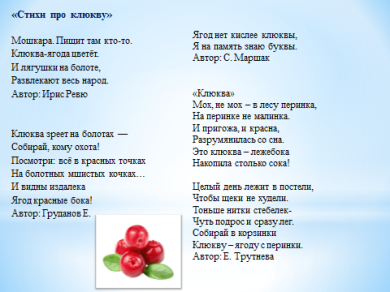 «Стихи про клюкву»
Мошкара. Пищит там кто-то.
Клюква-ягода цветёт.
И лягушки на болоте,
Развлекают весь народ.
Автор: Ирис Ревю
Клюква зреет на болотах —
Собирай, кому охота!
Посмотри: всё в красных точках
На болотных мшистых кочках…
И видны издалека
Ягод красные бока!
Автор: Груданов Е.
Ягод нет кислее клюквы,
Я на память знаю буквы.
Автор: С. Маршак
«Клюква»
Мох, не мох – в лесу перинка,
На перинке не малинка.
И пригожа, и красна,
Разрумянилась со сна.
Это клюква – лежебока
Накопила столько сока!
Целый день лежит в постели,
Чтобы щеки не худели.
Тоньше нитки стебелек-
Чуть подрос и сразу лег.
Собирай в корзинки
Клюкву – ягоду с перинки.
Автор: Е. Трутнева